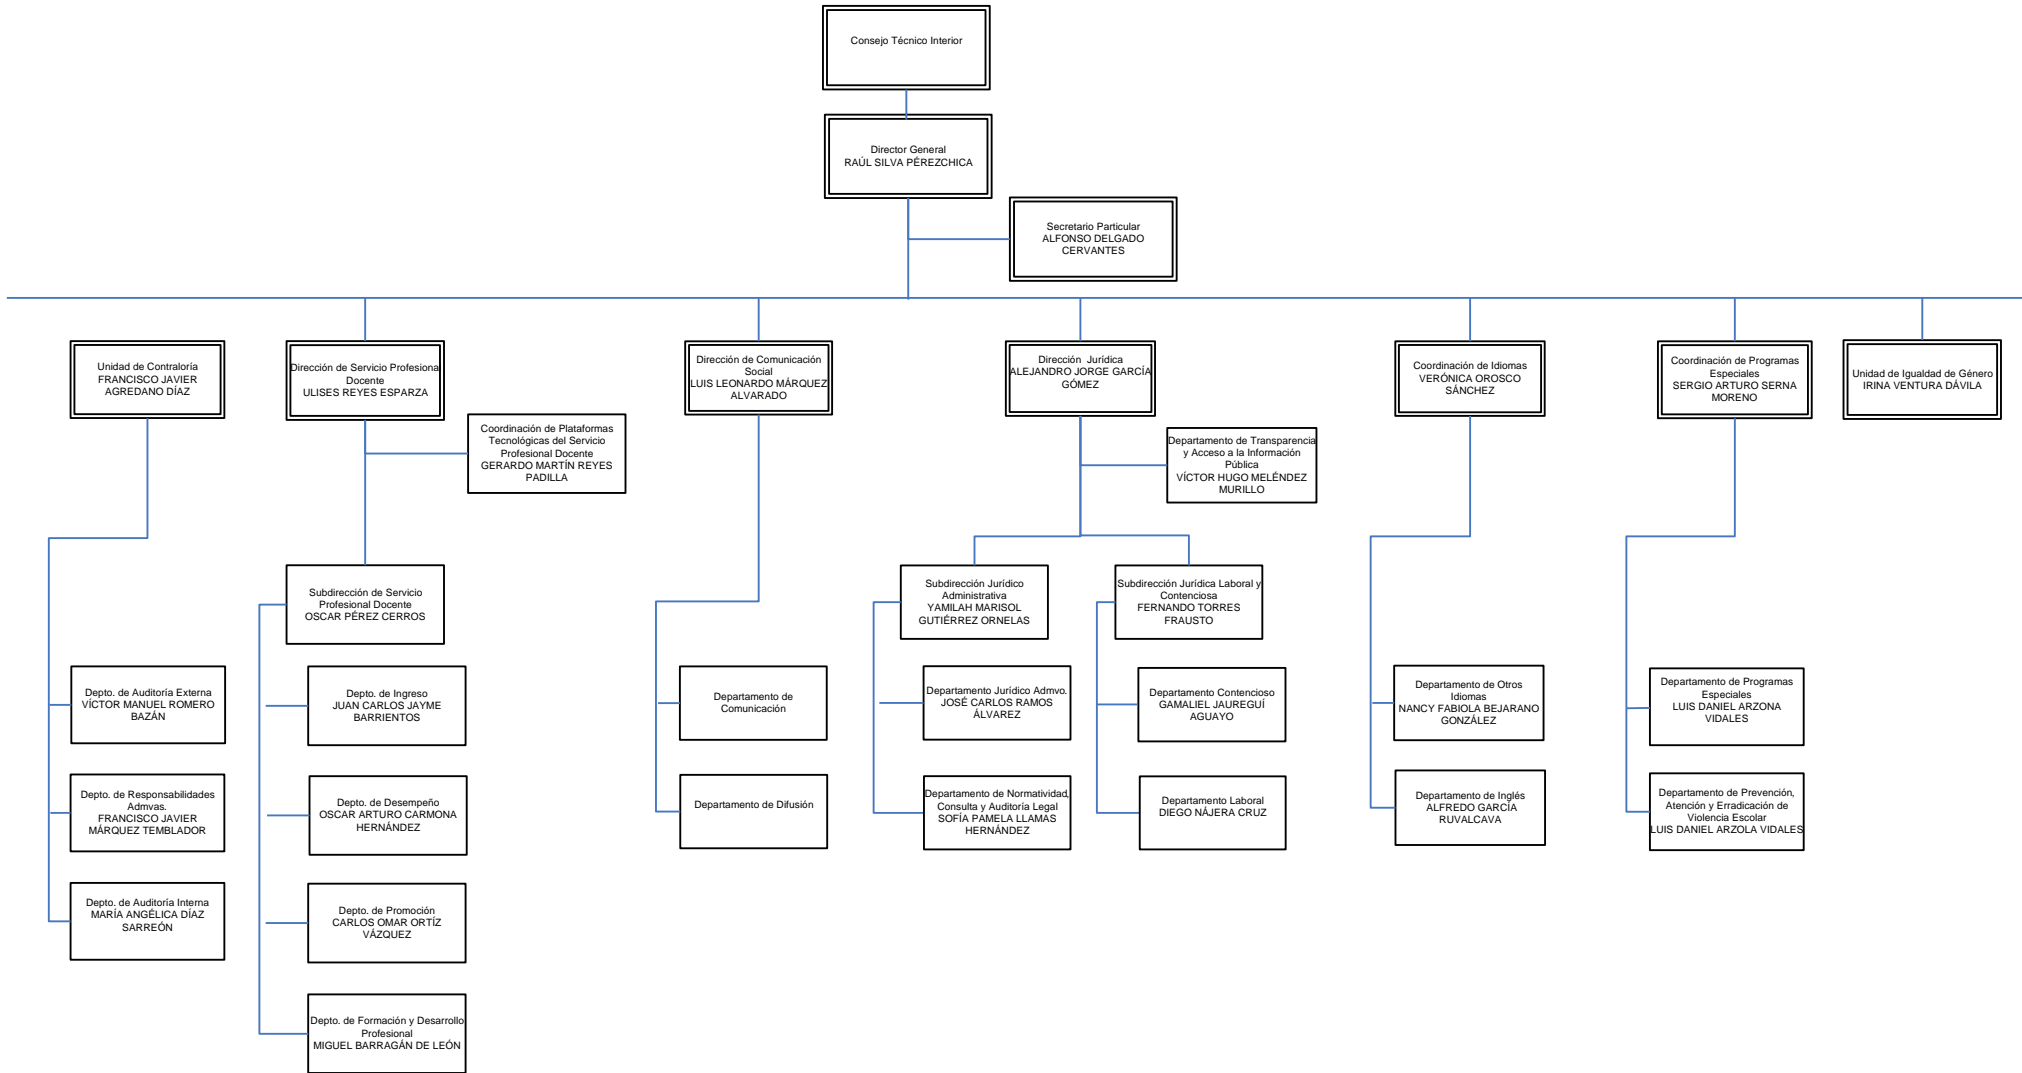 Consejo Técnico Interior
Director General
RAÚL SILVA PÉREZCHICA
Secretario Particular
ALFONSO DELGADO
CERVANTES
Unidad de Contraloría
FRANCISCO JAVIER
AGREDANO DÍAZ
Dirección de Servicio Profesional
Docente
ULISES REYES ESPARZA
Dirección de Comunicación
Social
LUIS LEONARDO MÁRQUEZ
ALVARADO
Dirección Jurídica
ALEJANDRO JORGE GARCÍA
GÓMEZ
Coordinación de Idiomas
VERÓNICA OROSCO
SÁNCHEZ
Coordinación de Programas
Especiales
SERGIO ARTURO SERNA
MORENO
Unidad de Igualdad de Género
IRINA VENTURA DÁVILA
Coordinación de Plataformas
Tecnológicas del Servicio
Profesional Docente
GERARDO MARTÍN REYES
PADILLA
Departamento de Transparencia
y Acceso a la Información
Pública
VÍCTOR HUGO MELÉNDEZ
MURILLO
Subdirección de Servicio
Profesional Docente
OSCAR PÉREZ CERROS
Subdirección Jurídico
Administrativa
YAMILAH MARISOL
GUTIÉRREZ ORNELAS
Subdirección Jurídica Laboral y
Contenciosa
FERNANDO TORRES
FRAUSTO
Depto. de Auditoría Externa
VÍCTOR MANUEL ROMERO
BAZÁN
Depto. de Ingreso
JUAN CARLOS JAYME
BARRIENTOS
Departamento de
Comunicación
Departamento Jurídico Admvo.
JOSÉ CARLOS RAMOS
ÁLVAREZ
Departamento Contencioso
GAMALIEL JAUREGUÍ
AGUAYO
Departamento de Otros
Idiomas
NANCY FABIOLA BEJARANO
GONZÁLEZ
Departamento de Programas
Especiales
LUIS DANIEL ARZONA
VIDALES
Depto. de Responsabilidades
Admvas.
FRANCISCO JAVIER
MÁRQUEZ TEMBLADOR
Depto. de Desempeño
OSCAR ARTURO CARMONA
HERNÁNDEZ
Departamento de Difusión
Departamento de Normatividad,
Consulta y Auditoría Legal
SOFÍA PAMELA LLAMAS
HERNÁNDEZ
Departamento Laboral
DIEGO NÁJERA CRUZ
Departamento de Inglés
ALFREDO GARCÍA
RUVALCAVA
Departamento de Prevención,
Atención y Erradicación de
Violencia Escolar
LUIS DANIEL ARZOLA VIDALES
Depto. de Auditoría Interna
MARÍA ANGÉLICA DÍAZ
SARREÓN
Depto. de Promoción
CARLOS OMAR ORTÍZ
VÁZQUEZ
Depto. de Formación y Desarrollo
Profesional
MIGUEL BARRAGÁN DE LEÓN